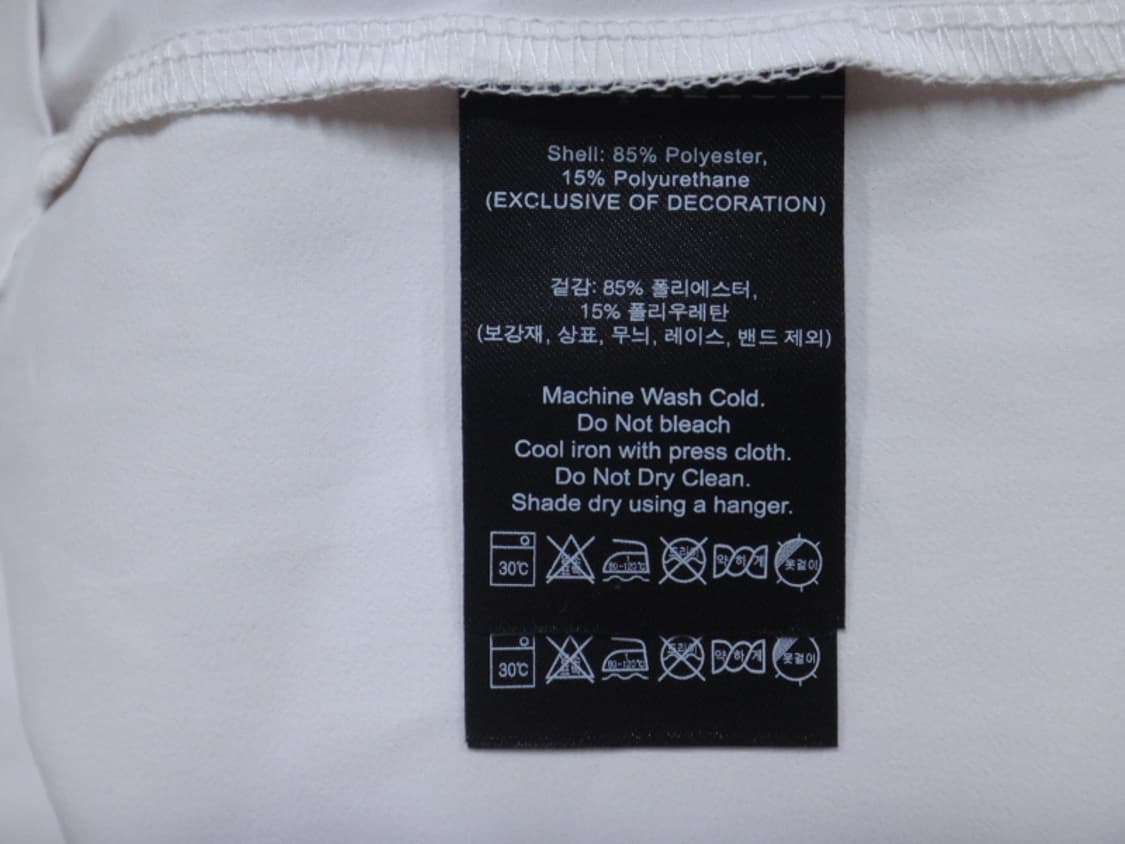 Shell: 85% Polyester,
15% Polyurethane
(EXCLUSIVE OF DECORATION)
겉감: 85% 폴리에스터,
15% 폴리우레탄
(보강재, 상표, 무늬, 레이스, 밴드 제외)
Machine Wash Cold.
Do Not bleach
Cool iron with press cloth.
Do Not Dry Clean.
Shade dry using a hanger.
30℃ 80~120℃ 드라이 약하게 옷걸이
30℃ 80~120℃ 드라이 약하게 옷걸이